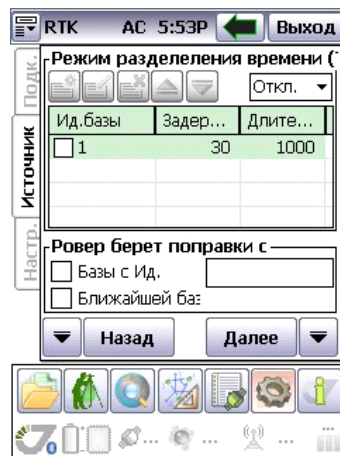 RTK AC 5:53P Выход
Режим разделеления времени (
Откл.
Ид.базы Задер... Длите...
1 30 1000
Ровер берет поправки с
Базы с Ид.
Ближайшей баз
Назад Далее
Подк.
Источник
Настр.
... ... ...